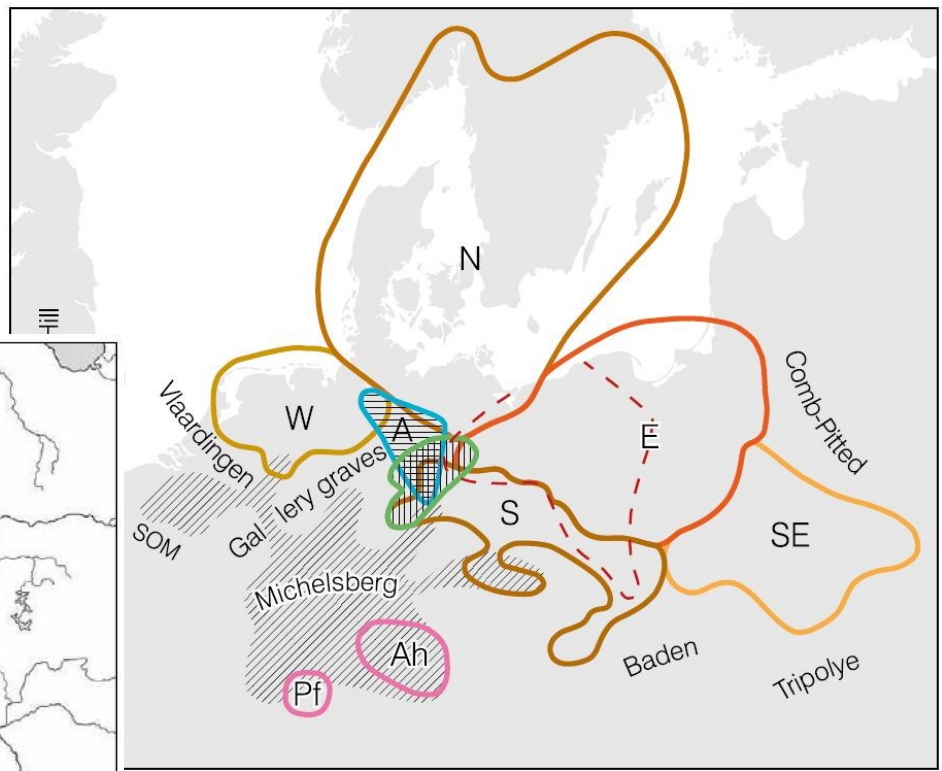 N
W
A
E
S
SE
Vlaardingen
Gallery graves
SOM
Michelsberg
Comb-Pitted
Ah
Pf
Baden
Tripolye